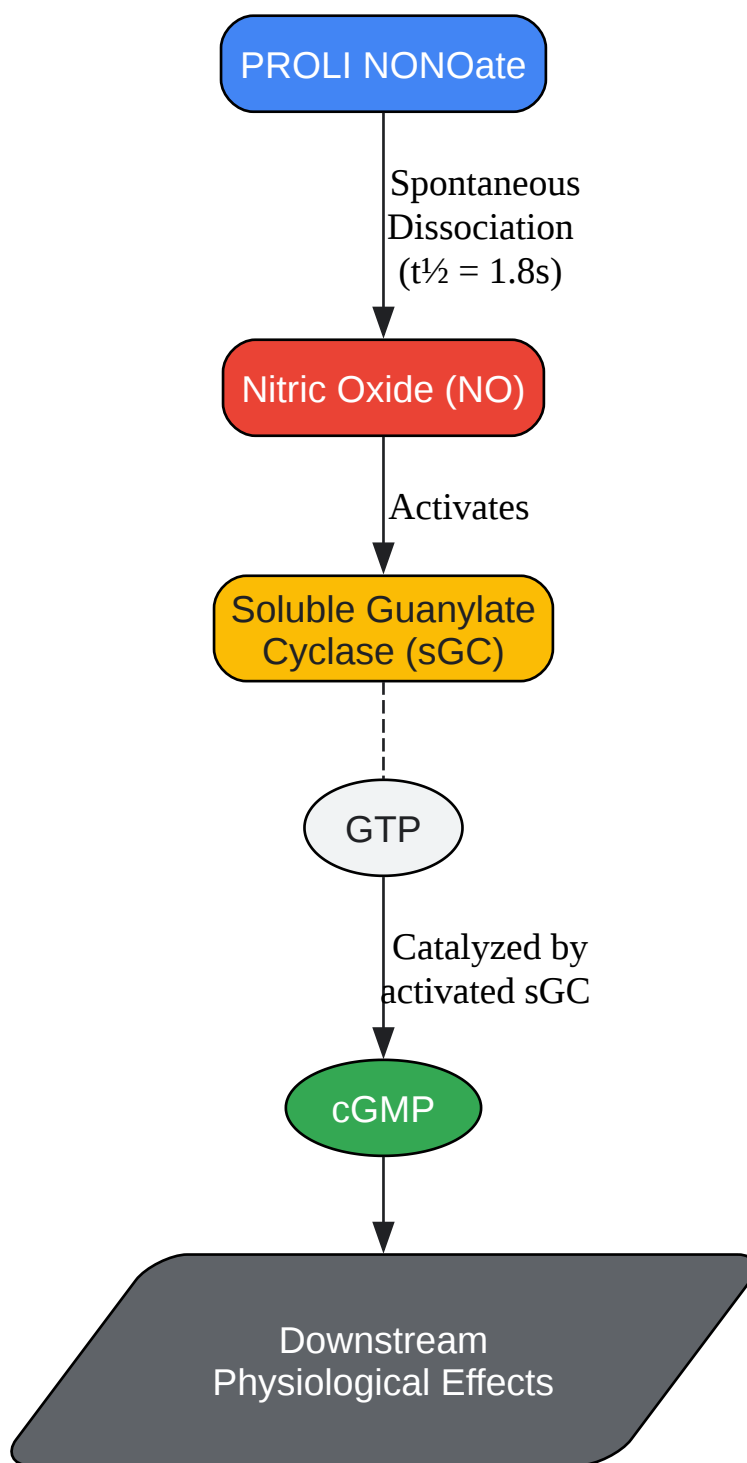 PROLI NONOate
Spontaneous
Dissociation
(t½ = 1.8s)
Nitric Oxide (NO)
Activates
Soluble Guanylate
Cyclase (sGC)
GTP
Catalyzed by
activated sGC
cGMP
Downstream
Physiological Effects